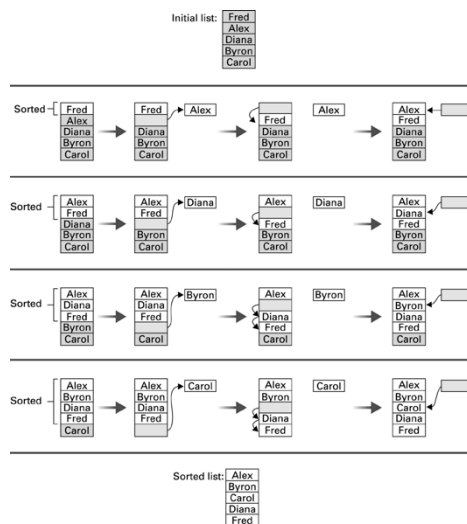 Initial list: Fred
Alex
Diana
Byron
Carol
Sorted Fred Fred Alex Alex
Alex Fred Fred
Diana Diana Diana Diana
Byron Byron Byron Byron
Carol Carol Carol Carol
Sorted Alex Alex Diana Alex Diana Alex
Fred Fred Diana
Diana Fred Fred
Byron Byron Byron Byron
Carol Carol Carol Carol
Sorted Alex Alex Byron Alex Byron Alex
Diana Diana Byron
Fred Fred Diana Diana
Byron Fred Fred
Carol Carol Carol Carol
Sorted Alex Alex Carol Alex Carol Alex
Byron Byron Byron Byron
Diana Diana Carol
Fred Fred Diana Diana
Carol Fred Fred
Sorted list: Alex
Byron
Carol
Diana
Fred